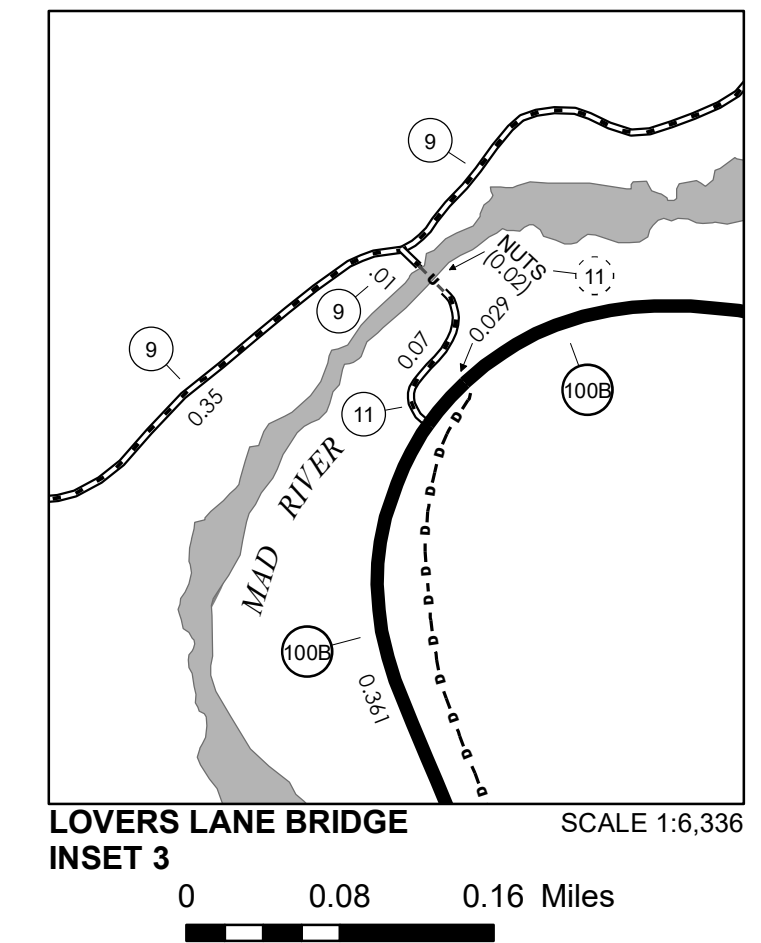 9
NUTS
(0.02)
11
.01
9
0.029
9
0.07
100B
0.35
11
MAD RIVER
100B
0.361
U
D
D
D
D
D
D
D
D
D
D
LOVERS LANE BRIDGE
SCALE 1:6,336
INSET 3
0 0.08 0.16 Miles